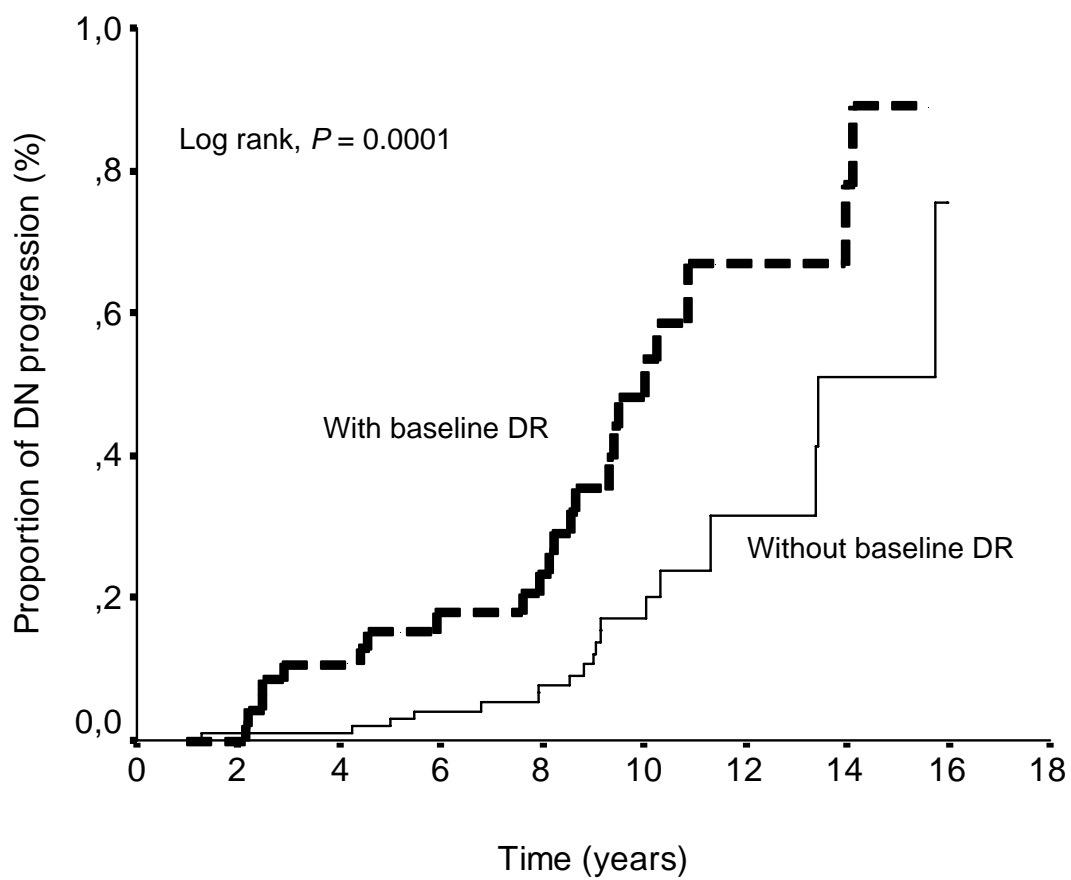 Proportion of DN progression (%)
1,0
,8
,6
,4
,2
0,0
Log rank, P = 0.0001
With baseline DR
Without baseline DR
0 2 4 6 8 10 12 14 16 18
Time (years)